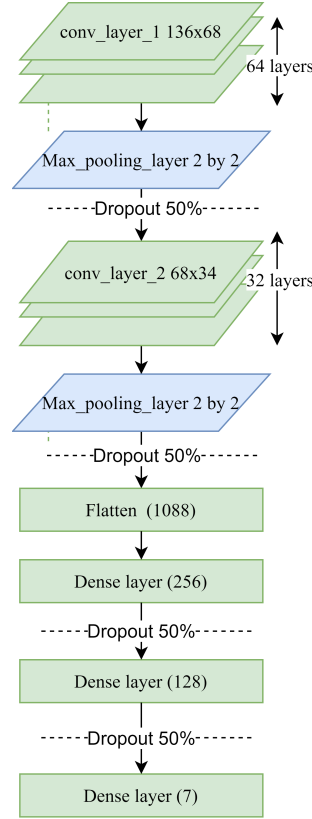 conv_layer_1 136x68
64 layers
Max_pooling_layer 2 by 2
Dropout 50%
conv_layer_2 68x34
32 layers
Max_pooling_layer 2 by 2
Dropout 50%
Flatten (1088)
Dense layer (256)
Dropout 50%
Dense layer (128)
Dropout 50%
Dense layer (7)